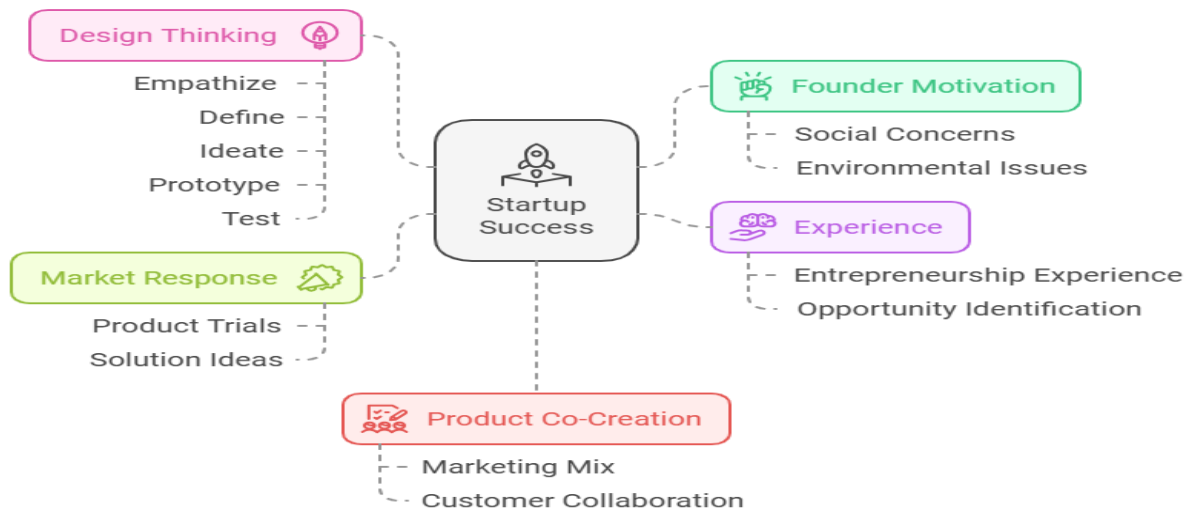 Design Thinking
Empathize
Define
Ideate
Prototype
Test
Market Response
Product Trials
Solution Ideas
Startup
Success
Founder Motivation
Social Concerns
Environmental Issues
Experience
Entrepreneurship Experience
Opportunity Identification
Product Co-Creation
Marketing Mix
Customer Collaboration